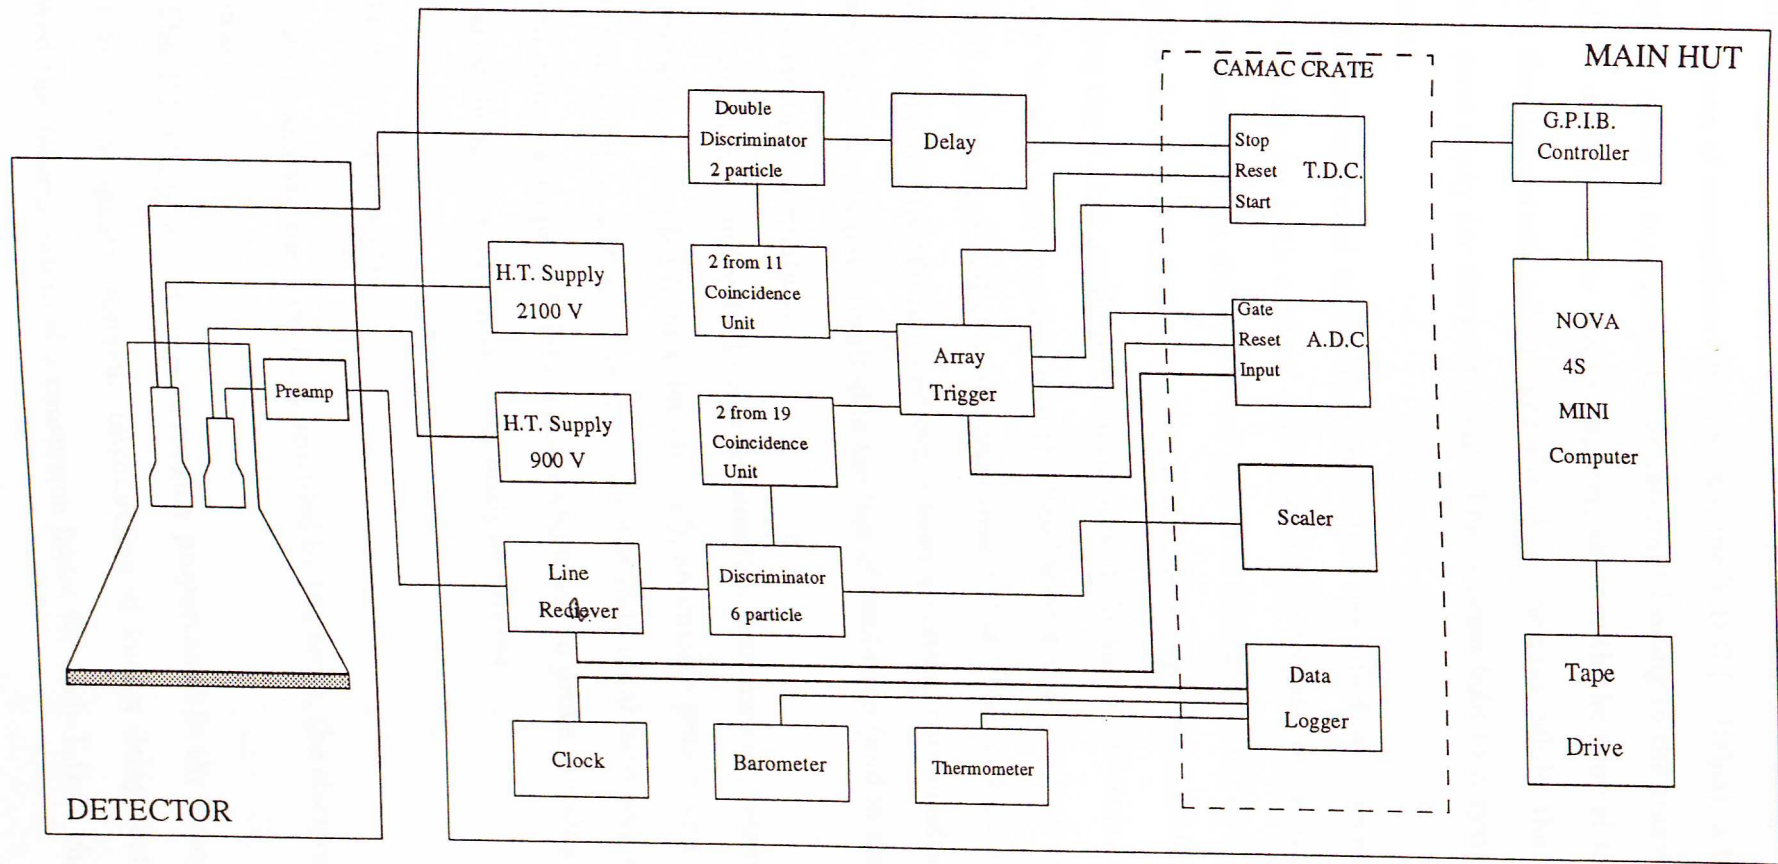 MAIN HUT
CAMAC CRATE
Double
Discriminator
2 particle
Delay
Stop
Reset
Start
T.D.C.
G.P.I.B.
Controller
H.T. Supply
2100 V
2 from 11
Coincidence
Unit
Array
Trigger
Gate
Reset
Input
A.D.C.
NOVA
4S
MINI
Computer
Preamp
H.T. Supply
900 V
2 from 19
Coincidence
Unit
Line
Reciever
Discriminator
6 particle
Scaler
Data
Logger
Tape
Drive
Clock
Barometer
Thermometer
DETECTOR